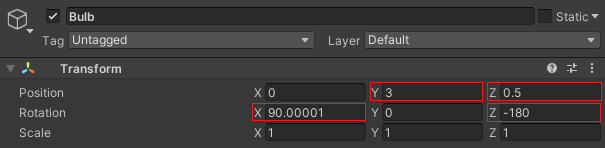 Bulb Static
Tag Untagged Layer Default
Transform
Position X 0 Y 3 Z 0.5
Rotation X 90.00001 Y 0 Z -180
Scale X 1 Y 1 Z 1